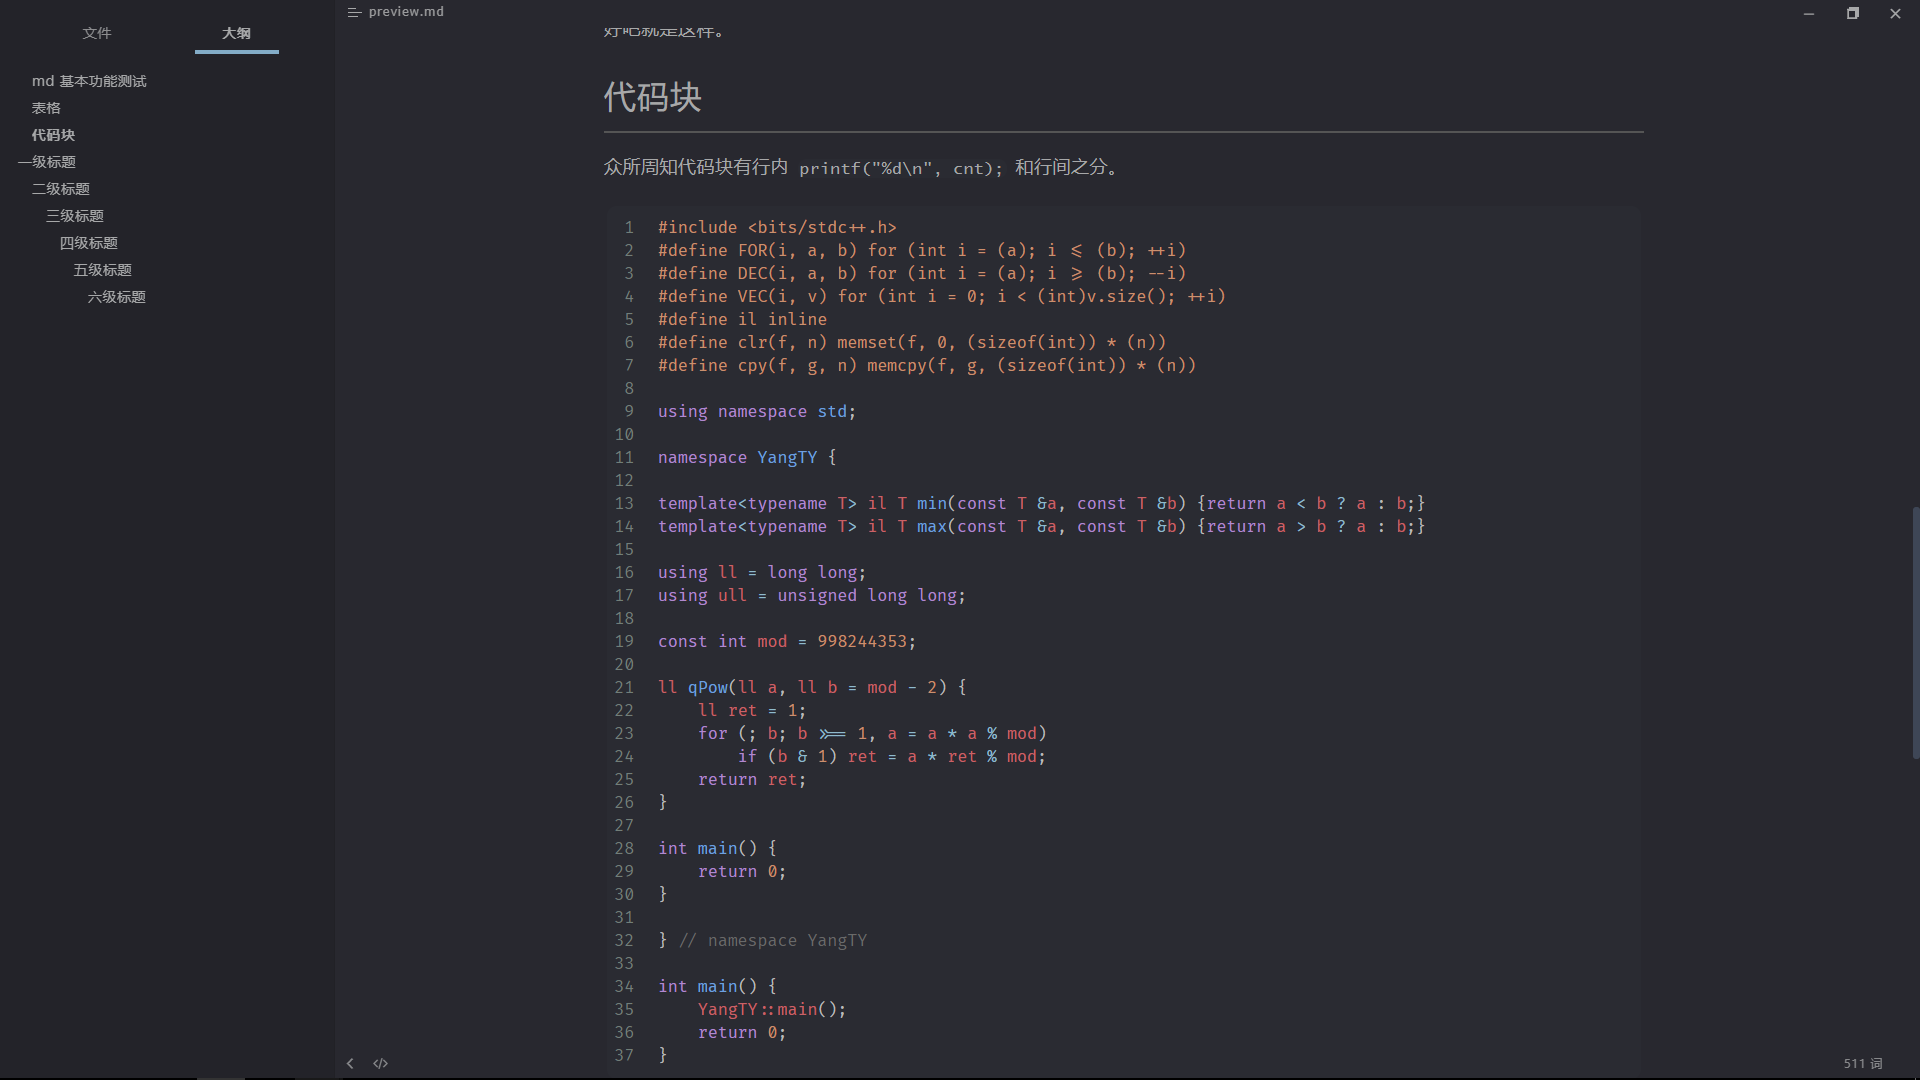 文件
大纲
md 基本功能测试
表格
代码块
一级标题
二级标题
三级标题
四级标题
五级标题
六级标题
preview.md
好吧就是这样。
代码块
众所周知代码块有行内 printf("%d\n", cnt); 和行间之分。
1 #include <bits/stdc++.h>
2 #define FOR(i, a, b) for (int i = (a); i <= (b); ++i)
3 #define DEC(i, a, b) for (int i = (a); i >= (b); --i)
4 #define VEC(i, v) for (int i = 0; i < (int)v.size(); ++i)
5 #define il inline
6 #define clr(f, n) memset(f, 0, (sizeof(int)) * (n))
7 #define cpy(f, g, n) memcpy(f, g, (sizeof(int)) * (n))
8
9 using namespace std;
10
11 namespace YangTY {
12
13 template<typename T> il T min(const T &a, const T &b) {return a < b ? a : b;}
14 template<typename T> il T max(const T &a, const T &b) {return a > b ? a : b;}
15
16 using ll = long long;
17 using ull = unsigned long long;
18
19 const int mod = 998244353;
20
21 ll qPow(ll a, ll b = mod - 2) {
22     ll ret = 1;
23     for (; b; b >>= 1, a = a * a % mod)
24         if (b & 1) ret = a * ret % mod;
25     return ret;
26 }
27
28 int main() {
29     return 0;
30 }
31
32 } // namespace YangTY
33
34 int main() {
35     YangTY::main();
36     return 0;
37 }
511 词